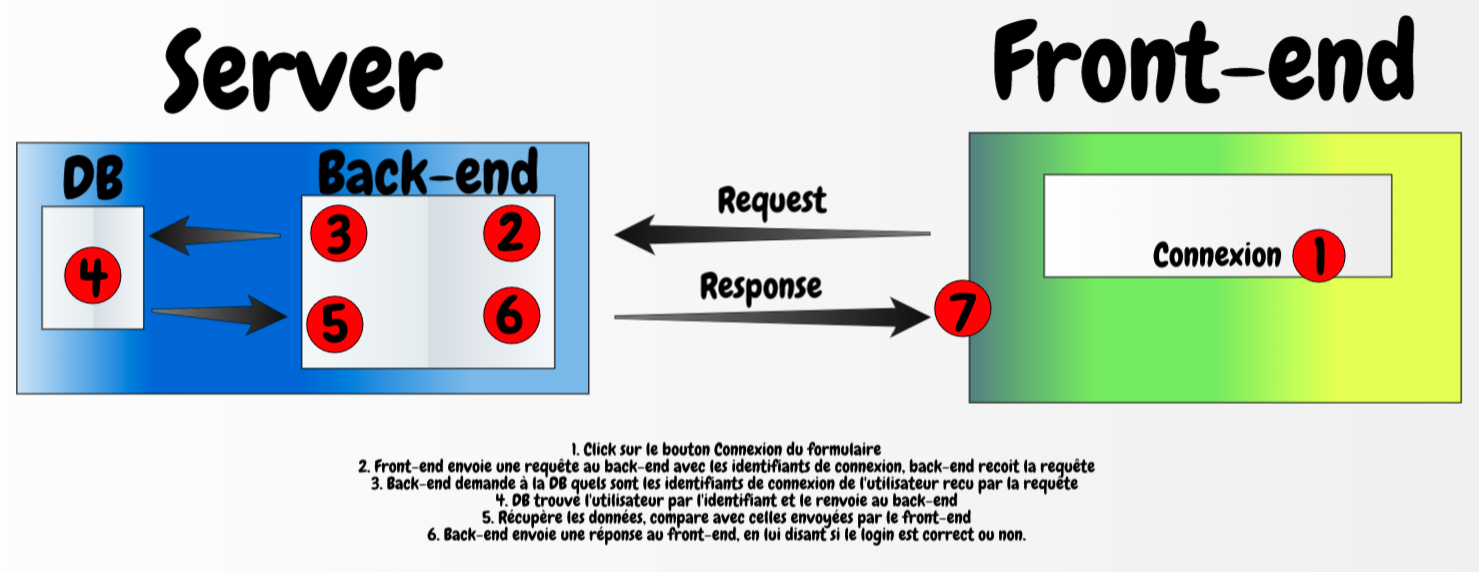 Server
Front-end
DB
Back-end
3
2
4
5
6
Request
Response
Connexion
1
7
1. Click sur le bouton Connexion du formulaire
2. Front-end envoie une requête au back-end avec les identifiants de connexion, back-end recoit la requête
3. Back-end demande à la DB quels sont les identifiants de connexion de l'utilisateur recu par la requête
4. DB trouve l'utilisateur par l'identifiant et le renvoie au back-end
5. Récupère les données, compare avec celles envoyées par le front-end
6. Back-end envoie une réponse au front-end, en lui disant si le login est correct ou non.